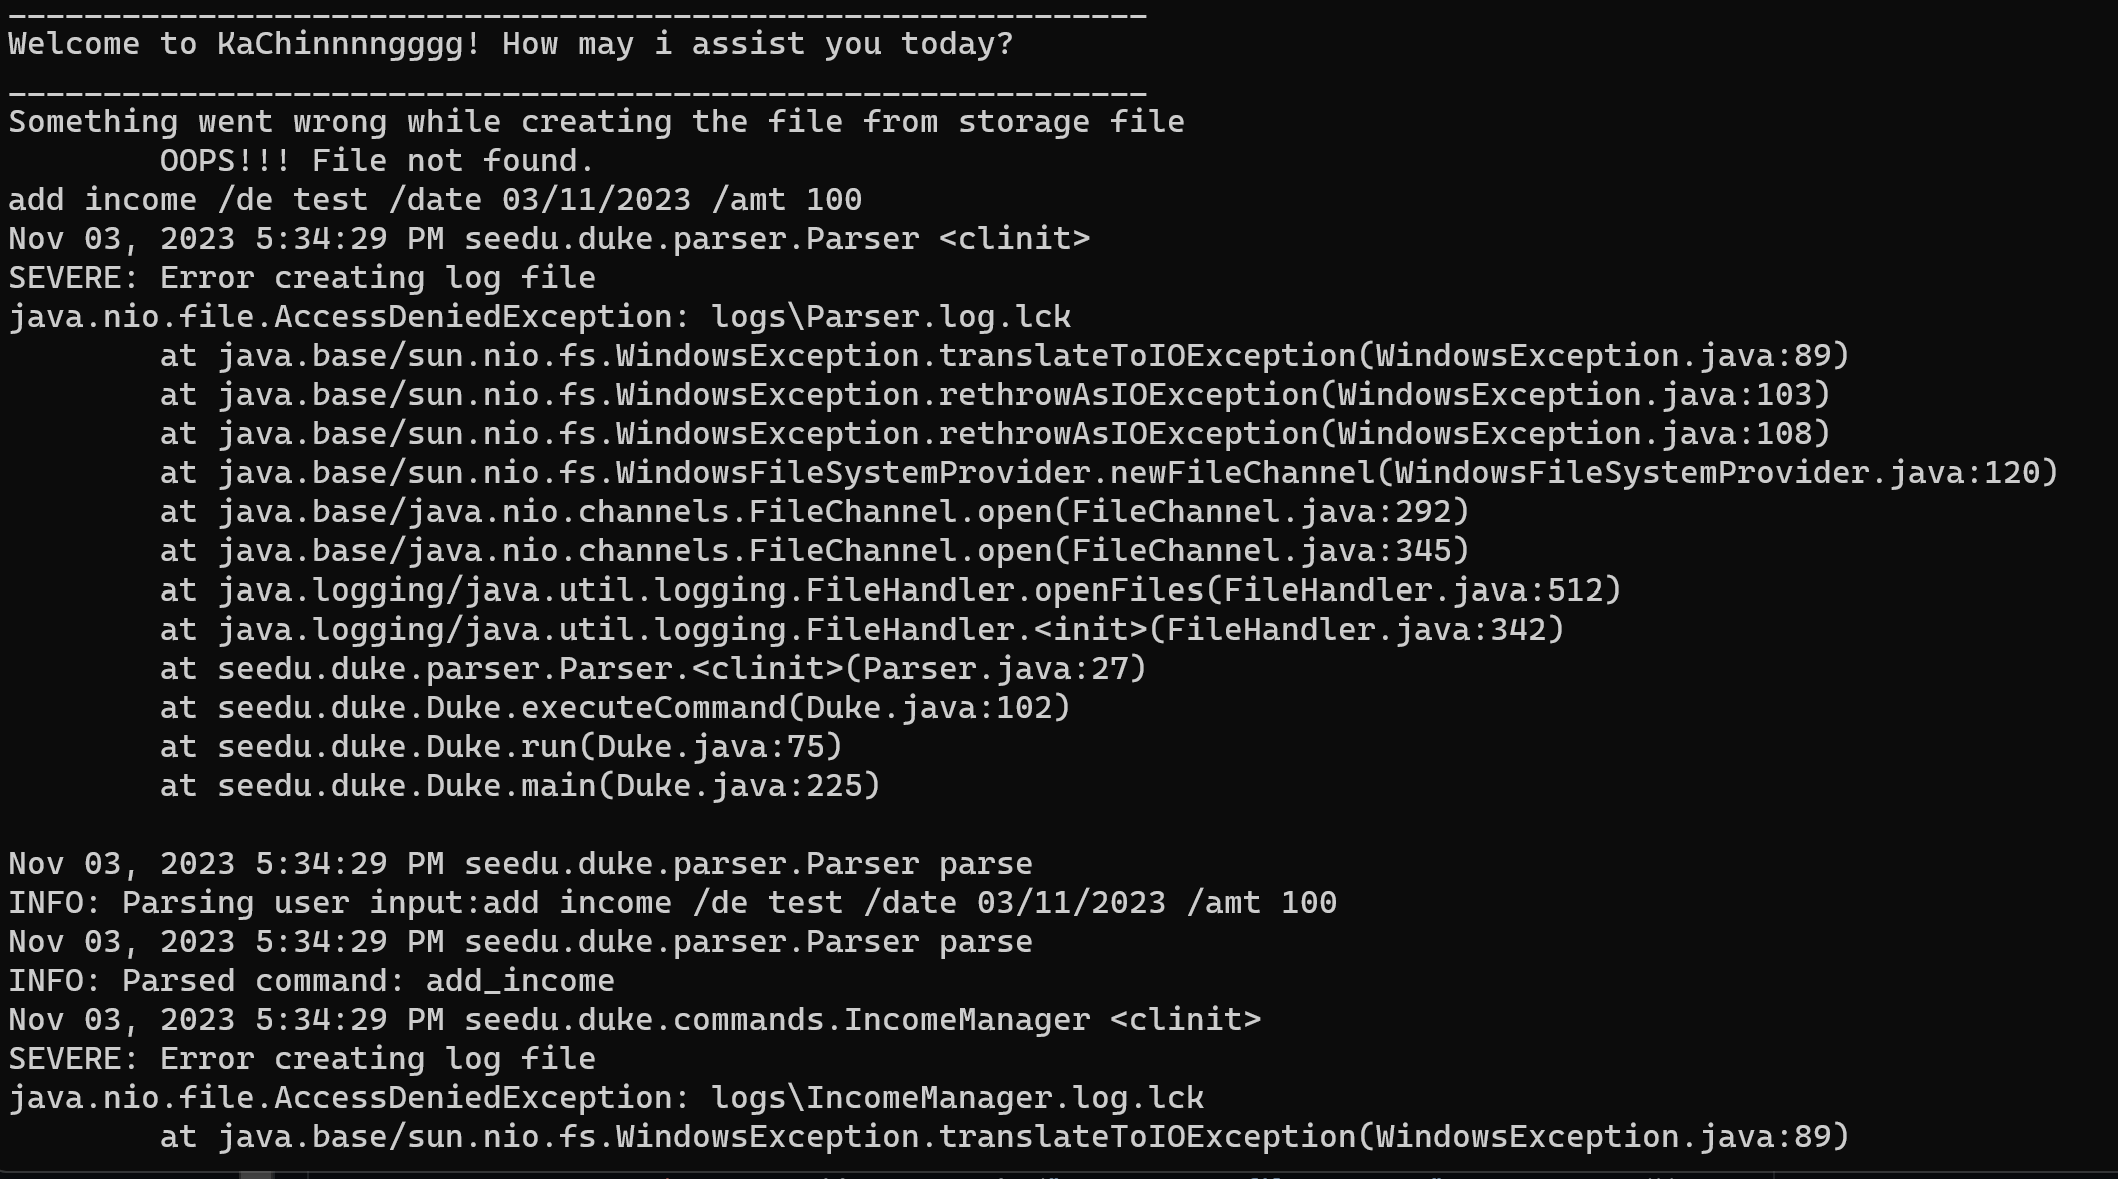 ____________________________________________________________
Welcome to KaChinnnngggg! How may i assist you today?
____________________________________________________________
Something went wrong while creating the file from storage file
        OOPS!!! File not found.
add income /de test /date 03/11/2023 /amt 100
Nov 03, 2023 5:34:29 PM seedu.duke.parser.Parser <clinit>
SEVERE: Error creating log file
java.nio.file.AccessDeniedException: logs\Parser.log.lck
        at java.base/sun.nio.fs.WindowsException.translateToIOException(WindowsException.java:89)
        at java.base/sun.nio.fs.WindowsException.rethrowAsIOException(WindowsException.java:103)
        at java.base/sun.nio.fs.WindowsException.rethrowAsIOException(WindowsException.java:108)
        at java.base/sun.nio.fs.WindowsFileSystemProvider.newFileChannel(WindowsFileSystemProvider.java:120)
        at java.base/java.nio.channels.FileChannel.open(FileChannel.java:292)
        at java.base/java.nio.channels.FileChannel.open(FileChannel.java:345)
        at java.logging/java.util.logging.FileHandler.openFiles(FileHandler.java:512)
        at java.logging/java.util.logging.FileHandler.<init>(FileHandler.java:342)
        at seedu.duke.parser.Parser.<clinit>(Parser.java:27)
        at seedu.duke.Duke.executeCommand(Duke.java:102)
        at seedu.duke.Duke.run(Duke.java:75)
        at seedu.duke.Duke.main(Duke.java:225)

Nov 03, 2023 5:34:29 PM seedu.duke.parser.Parser parse
INFO: Parsing user input:add income /de test /date 03/11/2023 /amt 100
Nov 03, 2023 5:34:29 PM seedu.duke.parser.Parser parse
INFO: Parsed command: add_income
Nov 03, 2023 5:34:29 PM seedu.duke.commands.IncomeManager <clinit>
SEVERE: Error creating log file
java.nio.file.AccessDeniedException: logs\IncomeManager.log.lck
        at java.base/sun.nio.fs.WindowsException.translateToIOException(WindowsException.java:89)